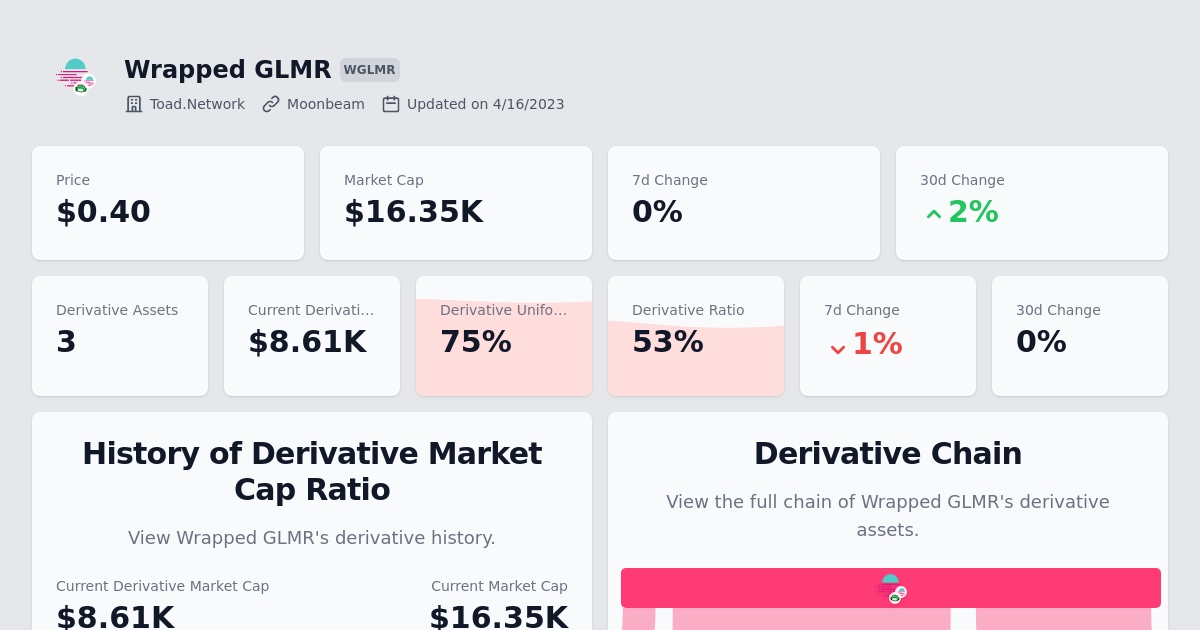 Wrapped GLMR WGLMR
Toad.Network Moonbeam Updated on 4/16/2023
Price
$0.40
Market Cap
$16.35K
7d Change
0%
30d Change
2%
Derivative Assets
3
Current Derivati...
$8.61K
Derivative Unifo...
75%
Derivative Ratio
53%
7d Change
1%
30d Change
0%
History of Derivative Market
Cap Ratio
View Wrapped GLMR's derivative history.
Current Derivative Market Cap
$8.61K
Current Market Cap
$16.35K
Derivative Chain
View the full chain of Wrapped GLMR's derivative
assets.